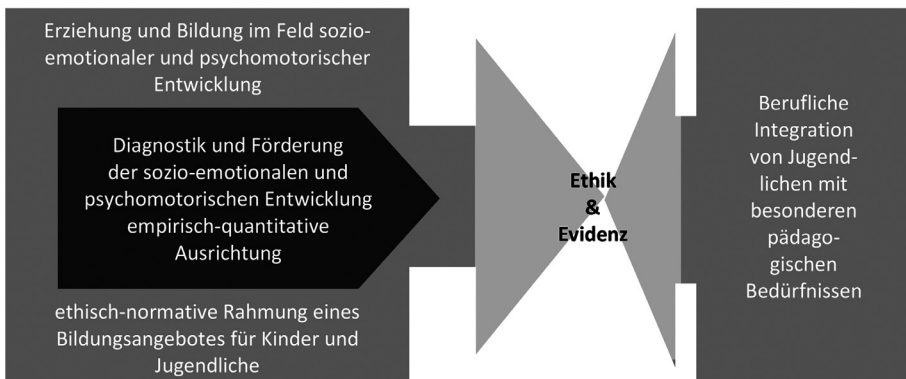 Erziehung und Bildung im Feld sozio-
emotionaler und psychomotorischer
Entwicklung
Diagnostik und Förderung
der sozio-emotionalen und
psychomotorischen Entwicklung
empirisch-quantitative
Ausrichtung
ethisch-normative Rahmung eines
Bildungsangebotes für Kinder und
Jugendliche
Ethik
&
Evidenz
Berufliche
Integration
von Jugend-
lichen mit
besonderen
pädago-
gischen
Bedürfnissen